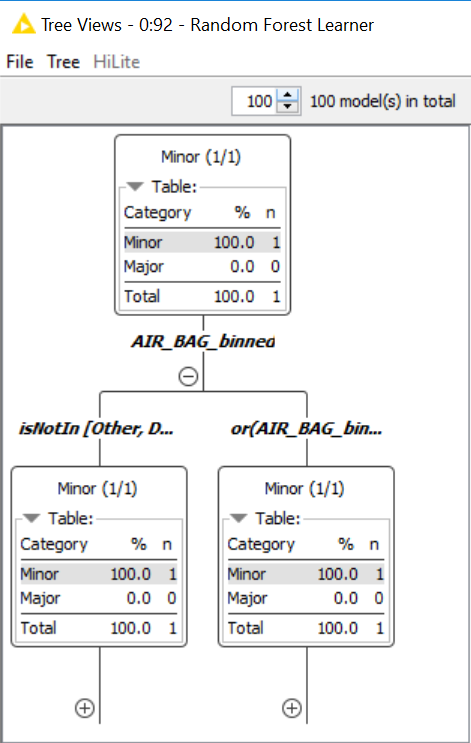 Tree Views - 0:92 - Random Forest Learner
File Tree HiLite
100 100 model(s) in total
Minor (1/1)
Table:
Category % n
Minor 100.0 1
Major 0.0 0
Total 100.0 1
AIR_BAG_binned
isNotIn [Other, D... or(AIR_BAG_bin...
Minor (1/1) Minor (1/1)
Table: Table:
Category % n Category % n
Minor 100.0 1 Minor 100.0 1
Major 0.0 0 Major 0.0 0
Total 100.0 1 Total 100.0 1